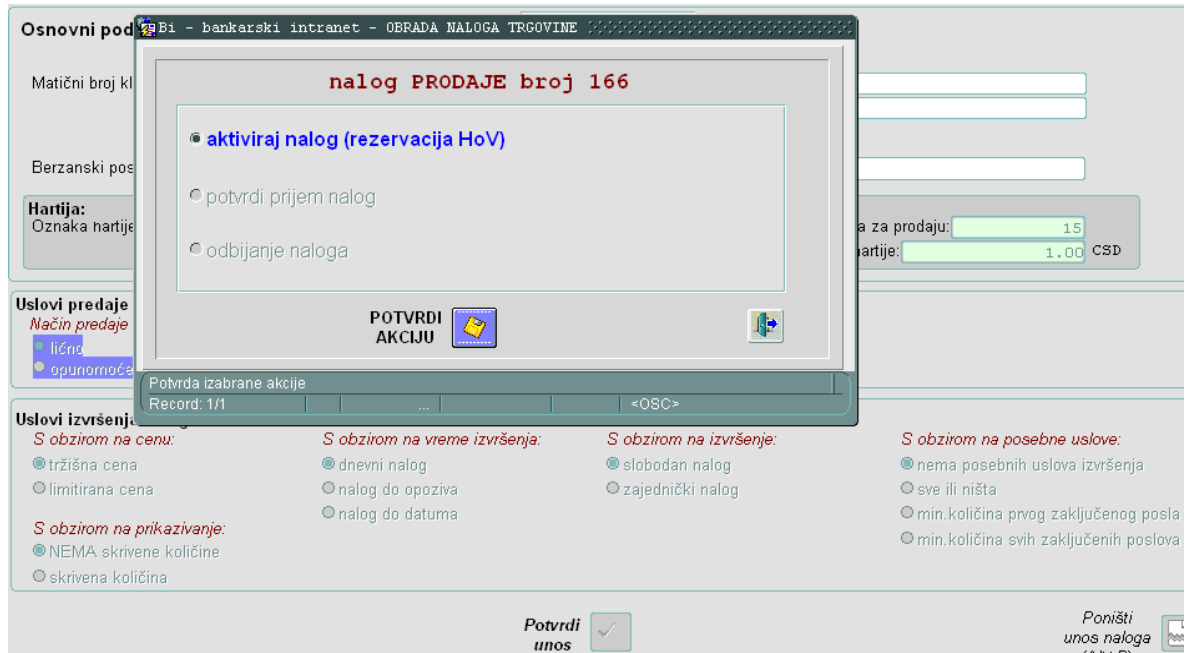 Osnovni pod
Bi - bankarski intranet - OBRADA NALOGA TRGOVINE
nalog PRODAJE broj 166
Matični broj kl
aktiviraj nalog (rezervacija HoV)
Berzanski pos
potvrdi prijem nalog
Hartija:
Oznaka hartije
a za prodaju: 15
hartije: 1.00 CSD
odbijanje naloga
Uslovi predaje
Način predaje
lično
opunomoće
POTVRDI
AKCIJU
Potvrda izabrane akcije
Record: 1/1 ... <OSC>
Uslovi izvršenja
S obzirom na cenu: S obzirom na vreme izvršenja: S obzirom na izvršenje: S obzirom na posebne uslove:
tržišna cena dnevni nalog slobodan nalog nema posebnih uslova izvršenja
limitirana cena nalog do opoziva zajednički nalog sve ili ništa
nalog do datuma min.količina prvog zaključenog posla
S obzirom na prikazivanje: min.količina svih zaključenih poslova
NEMA skrivene količine
skrivena količina
Potvrdi
unos
Poništi
unos naloga